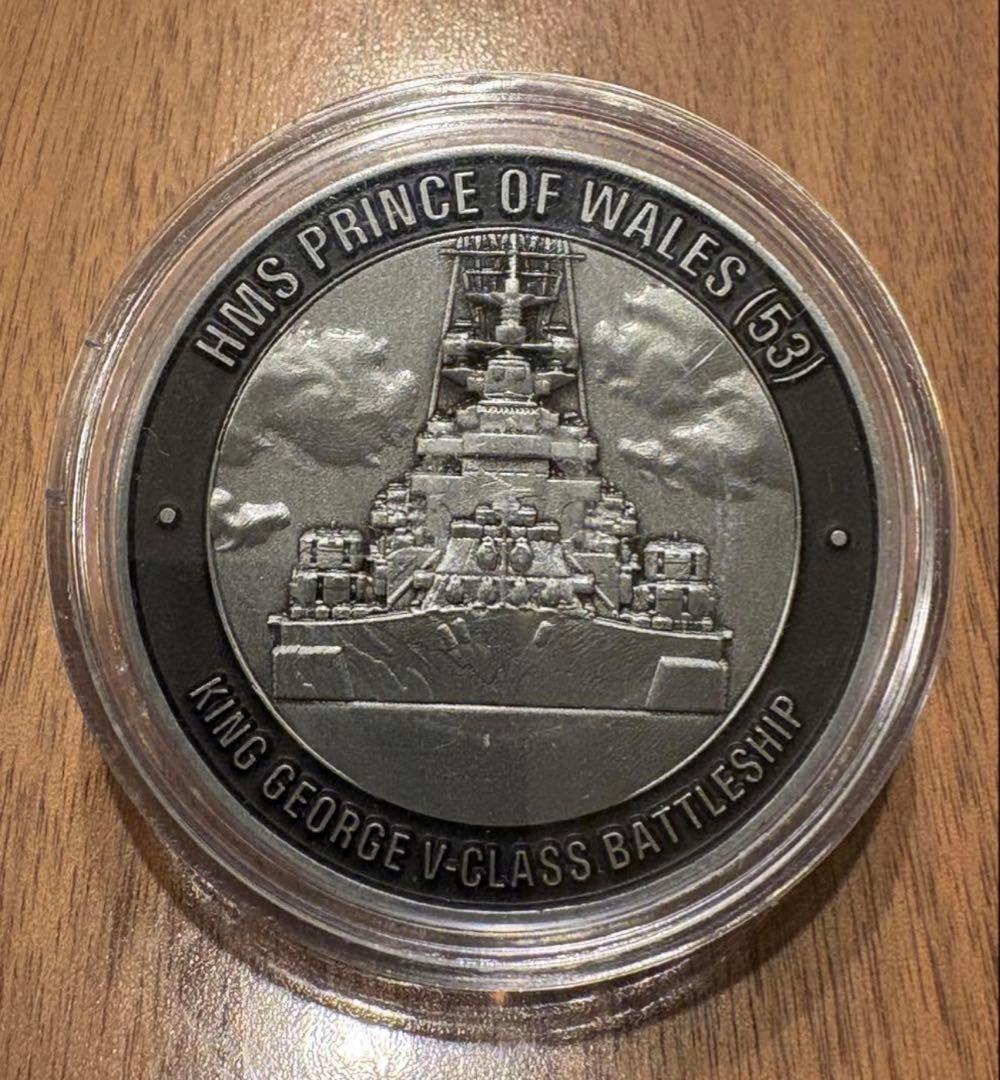 HMS PRINCE OF WALES (53)
KING GEORGE V-CLASS BATTLESHIP